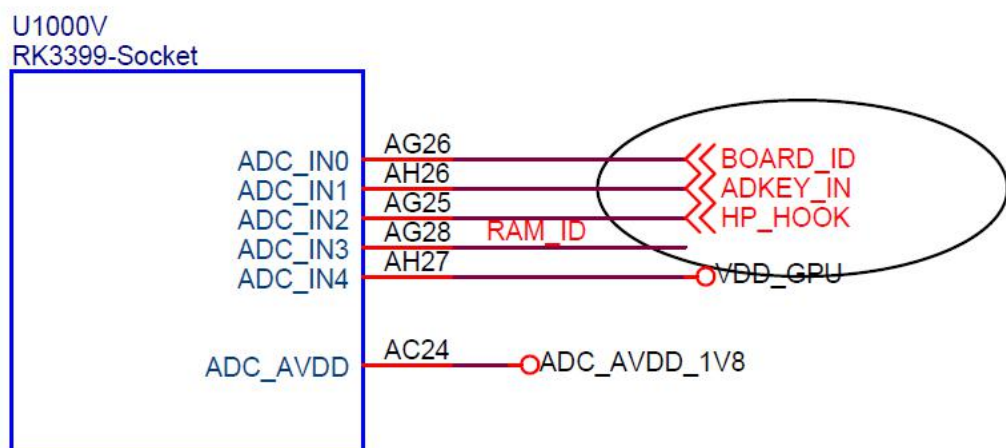 U1000V
RK3399-Socket
ADC_IN0 AG26 BOARD_ID
ADC_IN1 AH26 ADKEY_IN
ADC_IN2 AG25 HP_HOOK
ADC_IN3 AG28 RAM_ID
ADC_IN4 AH27 VDD_GPU
ADC_AVDD AC24 ADC_AVDD_1V8